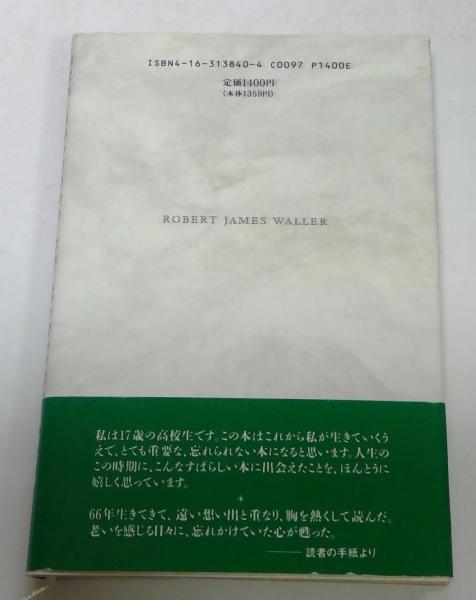 ISBN4-16-313840-4 C0097 P1400E
定価1400円
(本体1359円)
ROBERT JAMES WALLER
私は17歳の高校生です。この本はこれから私が生きていくう
えで、とても重要な、忘れられない本になると思います。人生の
この時期に、こんなすばらしい本に出会えたことを、ほんとうに
嬉しく思っています。
66年生きてきて、遠い想い出と重なり、胸を熱くして読んだ。
老いを感じる日々に、忘れかけていた心が甦った。
——読者の手紙より